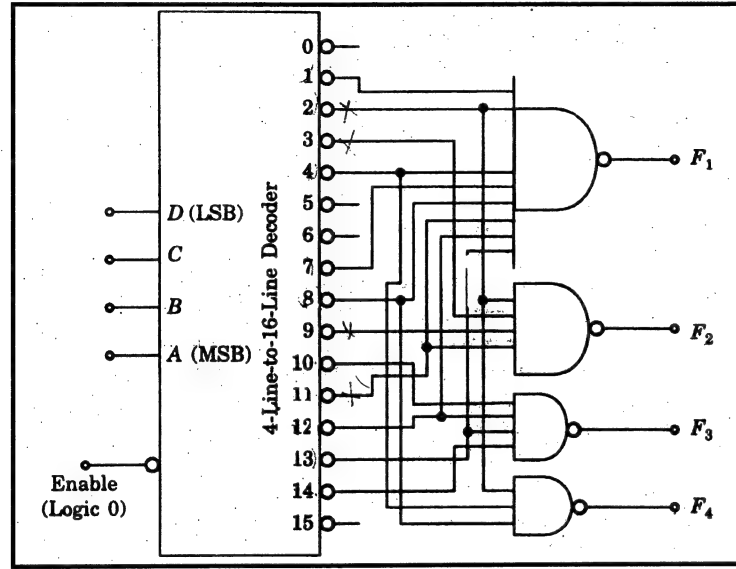 0
1
2
3
4
5
6
7
8
9
10
11
12
13
14
15
4-Line-to-16-Line Decoder
D (LSB)
C
B
A (MSB)
Enable
(Logic 0)
F1
F2
F3
F4